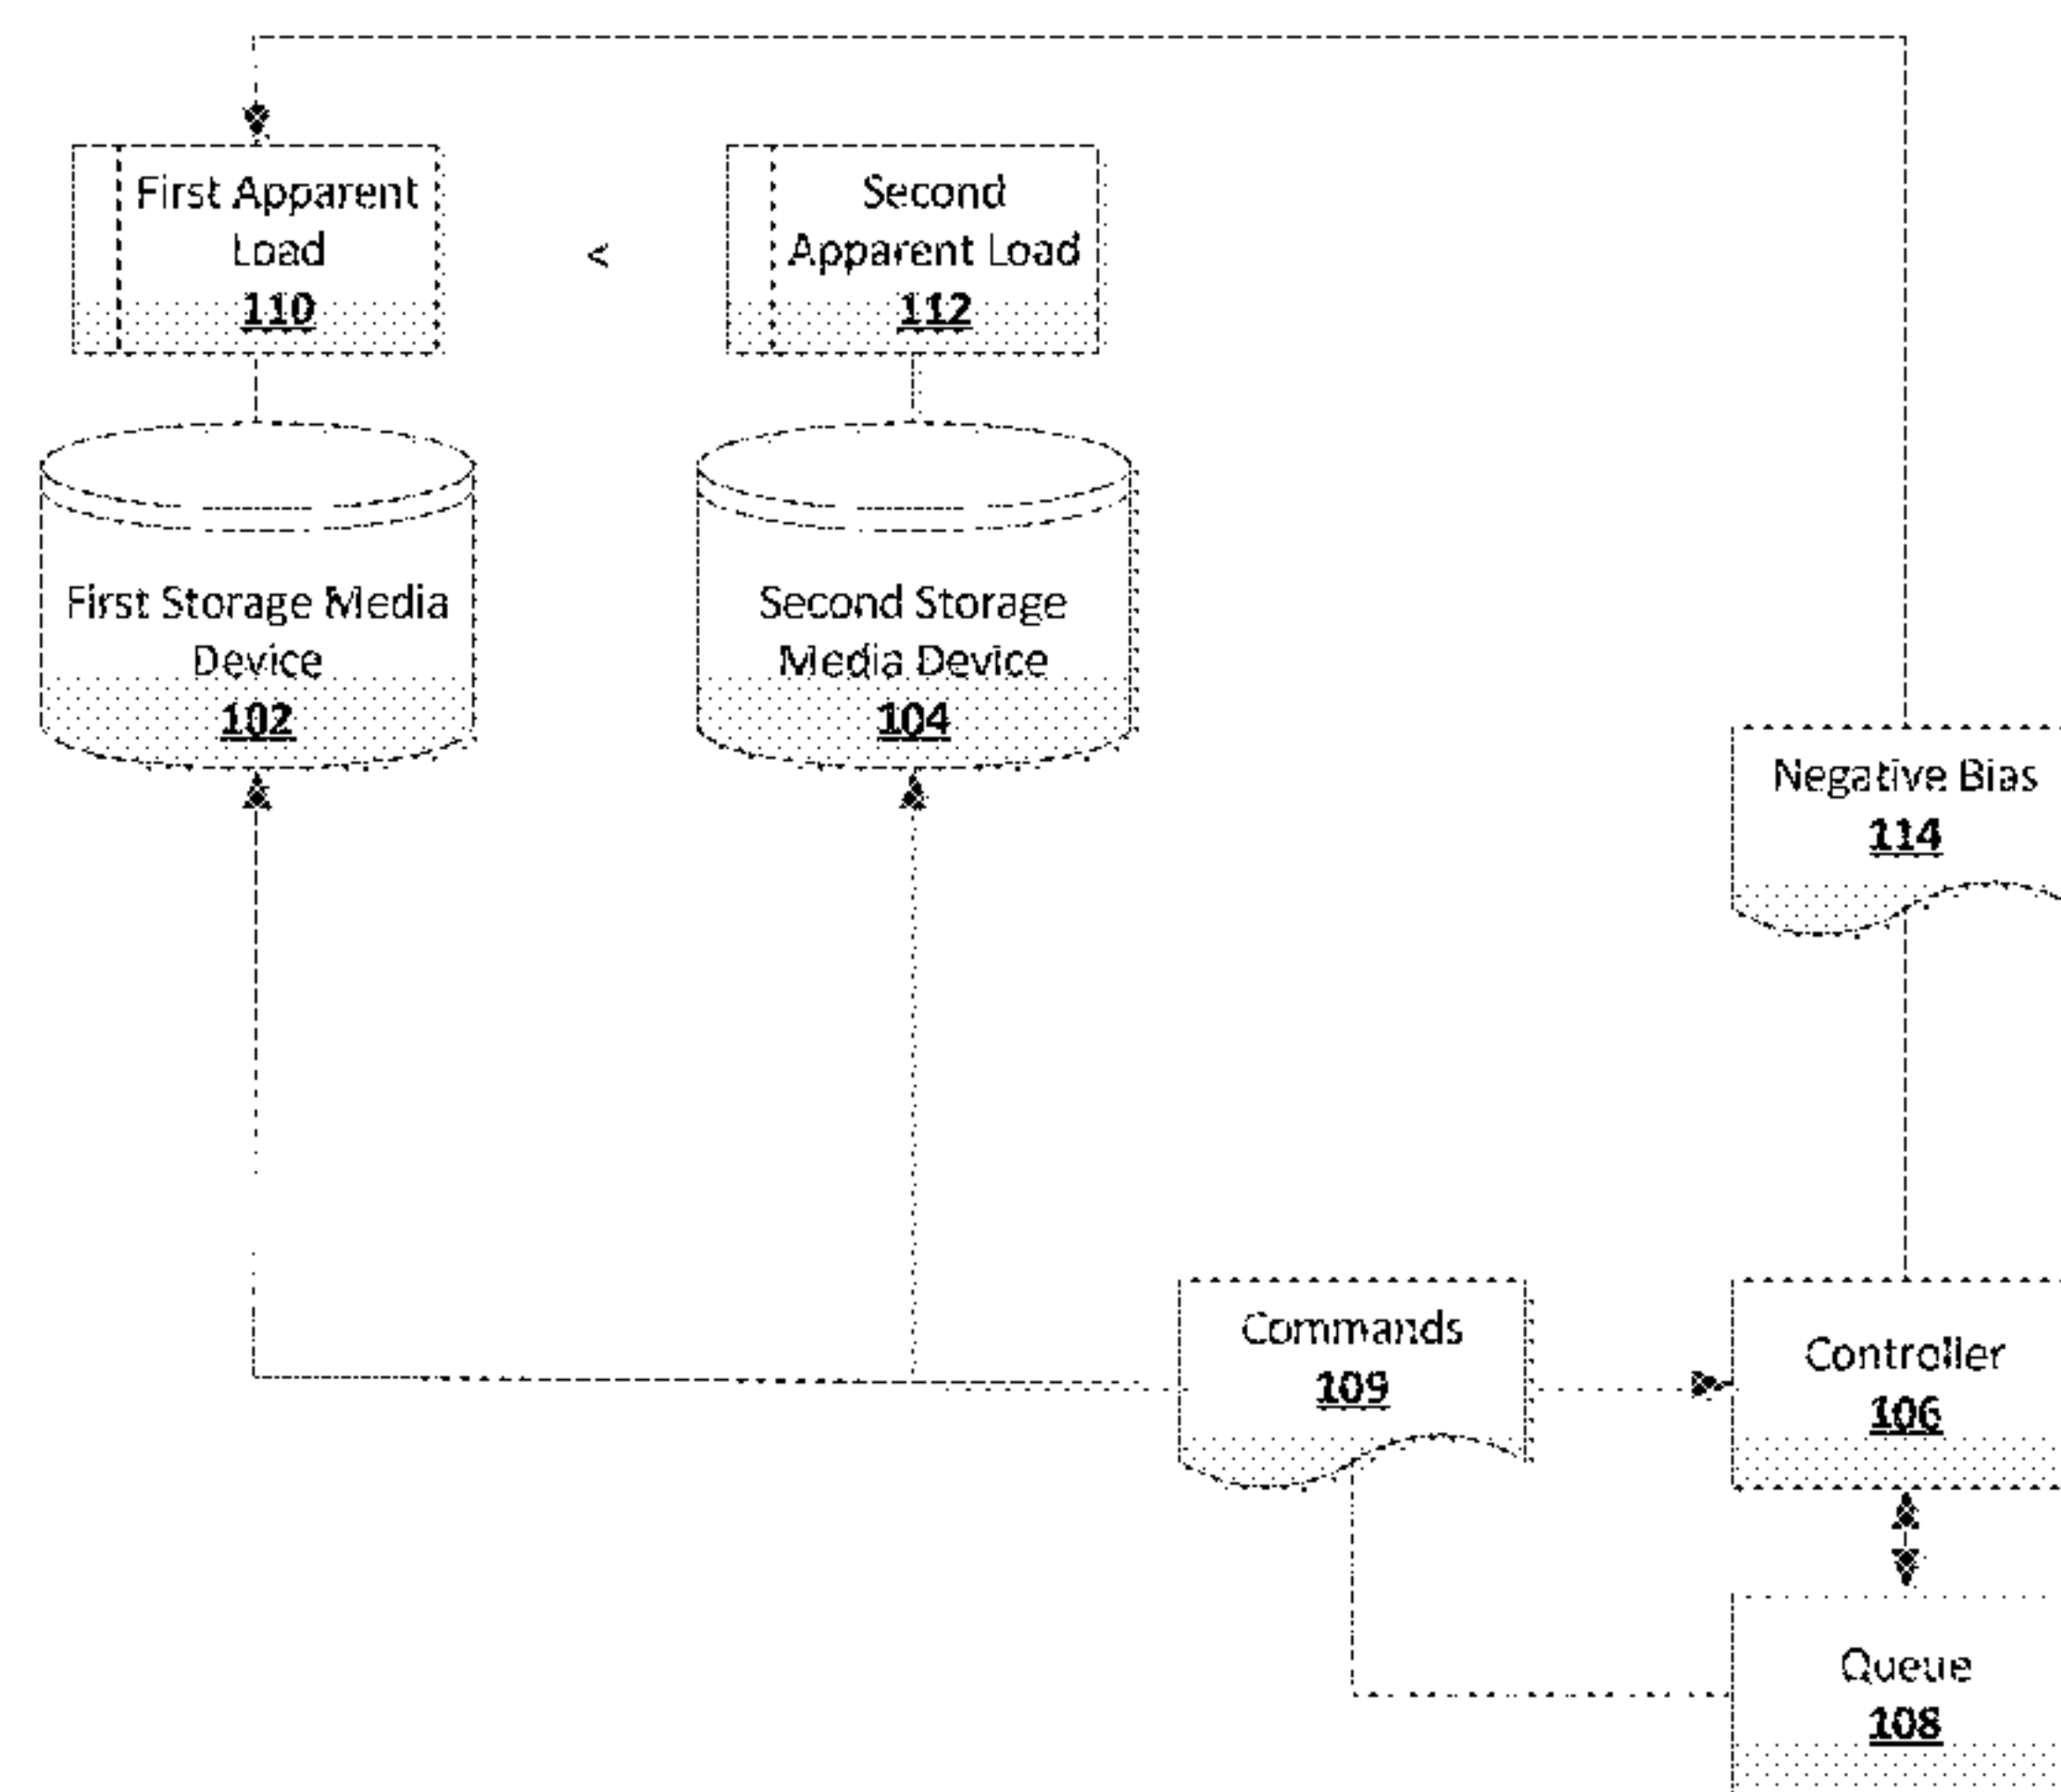 First Apparent
Load
110
<
Second
Apparent Load
112
First Storage Media
Device
102
Second Storage
Media Device
104
Negative Bias
114
Commands
109
Controller
106
Queue
108